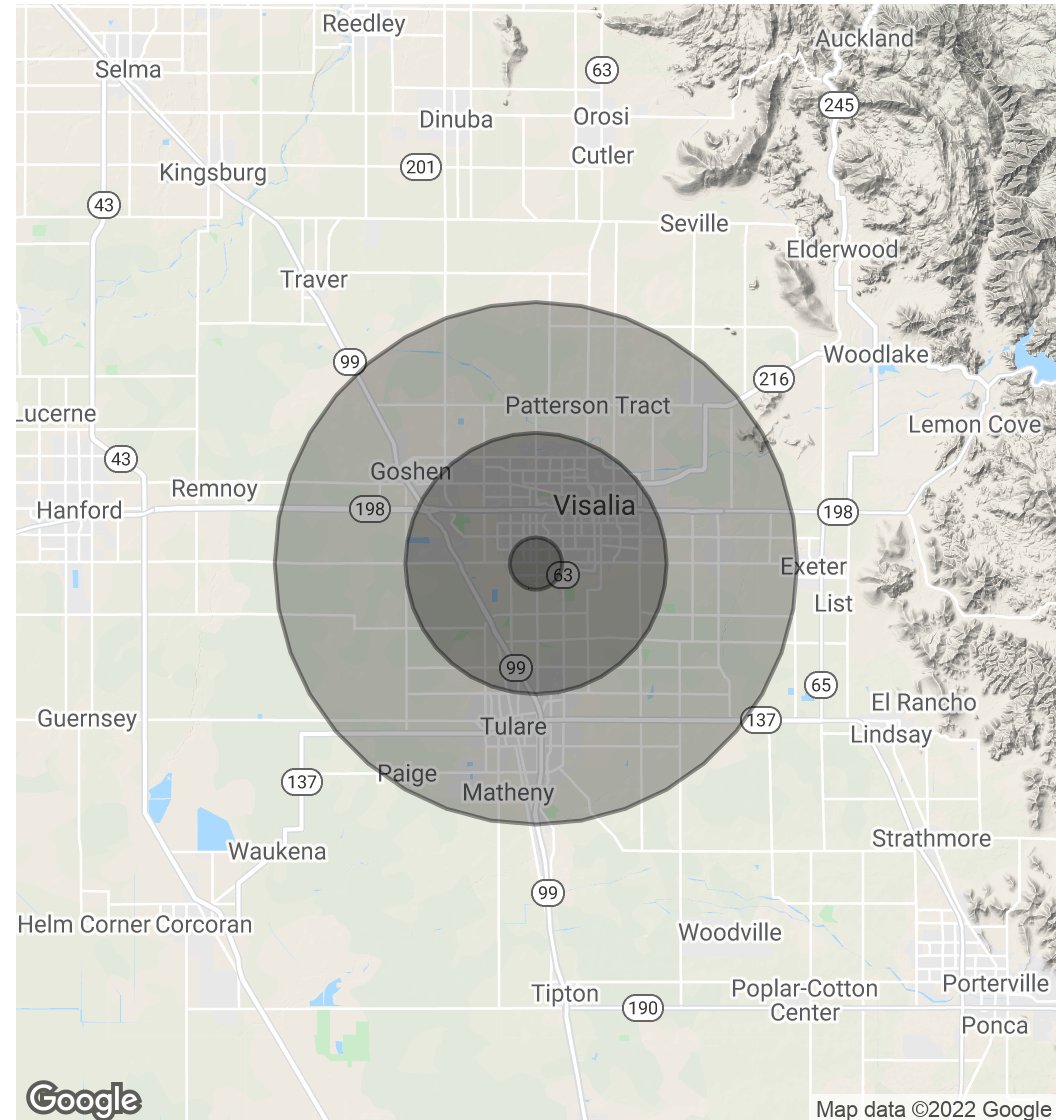 Reedley
Auckland
Selma
63
245
Dinuba
Orosi
Cutler
201
Kingsburg
43
Seville
Elderwood
Traver
99
Woodlake
216
Patterson Tract
Lucerne
Lemon Cove
43
Goshen
Remnoy
Visalia
Hanford
198
198
Exeter
63
List
99
65
El Rancho
Guernsey
137
Tulare
Lindsay
Paige
137
Matheny
Strathmore
Waukena
99
Helm Corner
Corcoran
Woodville
Tipton
Poplar-Cotton
Center
Porterville
190
Ponca
Google
Map data ©2022 Google